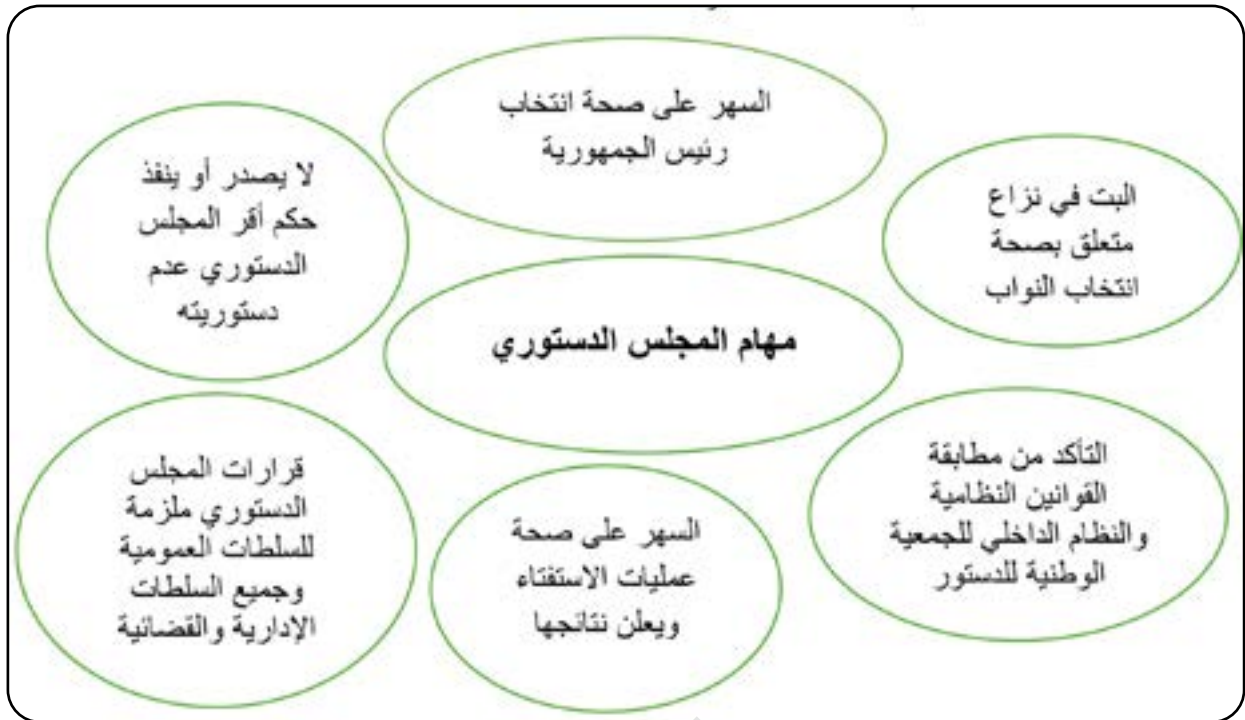 السهر على صحة انتخاب
رئيس الجمهورية
البت في نزاع
متعلق بصحة
انتخاب النواب
لا يصدر أو ينفذ
حكم أقر المجلس
الدستوري عدم
دستوريته
مهام المجلس الدستوري
التأكد من مطابقة
القوانين النظامية
والنظام الداخلي للجمعية
الوطنية للدستور
السهر على صحة
عمليات الاستفتاء
ويعلن نتائجها
قرارات المجلس
الدستوري ملزمة
للسلطات العمومية
وجميع السلطات
الإدارية والقضائية